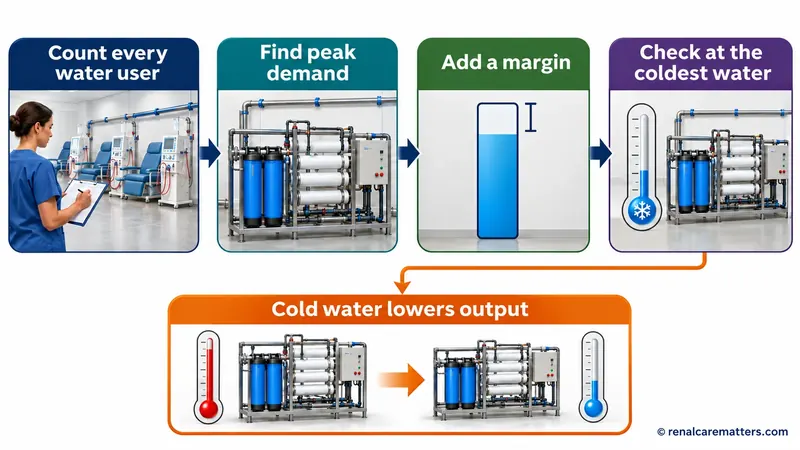 Count every
water user
Find peak
demand
Add a margin
Check at the
coldest water
Cold water lowers output
© renalcarematters.com